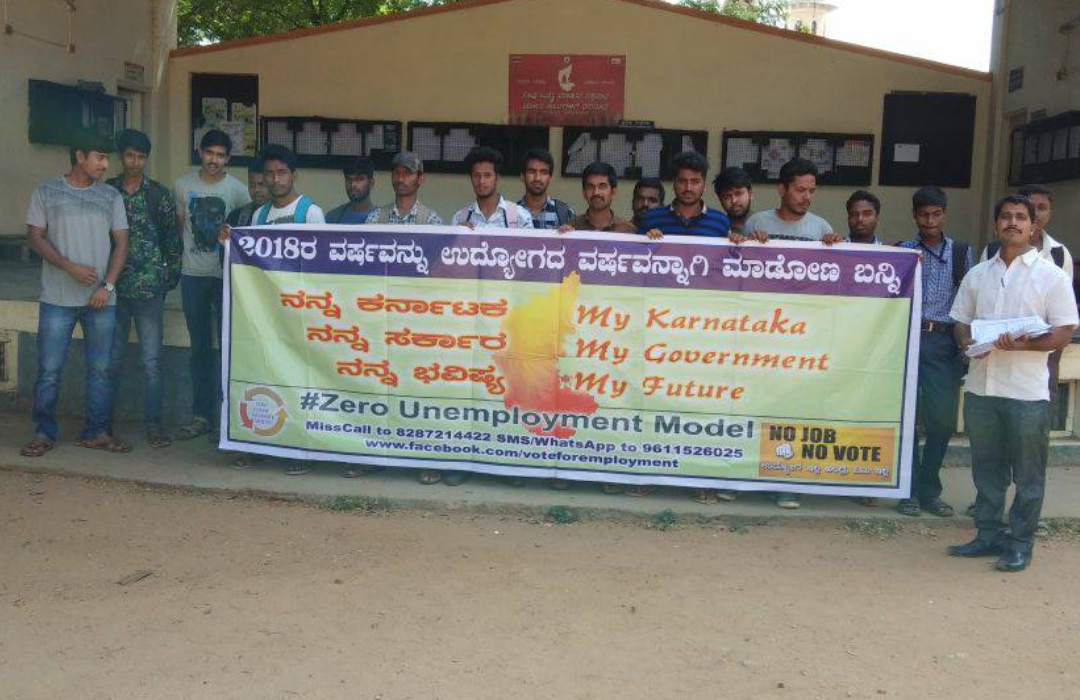 2018ರ ವರ್ಷವನ್ನು ಉದ್ಯೋಗದ ವರ್ಷವನ್ನಾಗಿ ಮಾಡೋಣ ಬನ್ನಿ
ನನ್ನ ಕರ್ನಾಟಕ
ನನ್ನ ಸರ್ಕಾರ
ನನ್ನ ಭವಿಷ್ಯ
My Karnataka
My Government
My Future
#Zero Unemployment Model
MissCall to 8287214422 SMS/WhatsApp to 9611526025
www.facebook.com/voteforemployment
NO JOB
NO VOTE